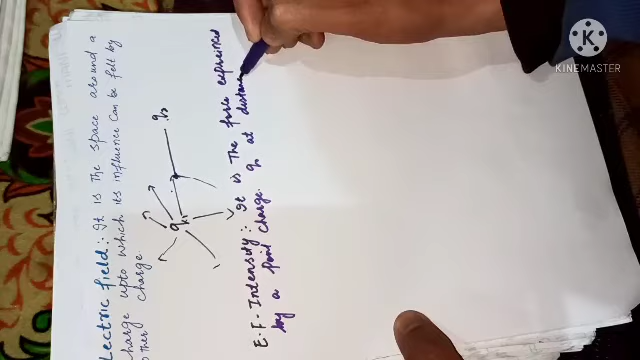 Electric field:- It is the space around a
charge upto which its influence can be felt by
other charge.
q
q
E.F. Intensity:- It is The force expreinced
by a point charge. q at distance
KINEMASTER